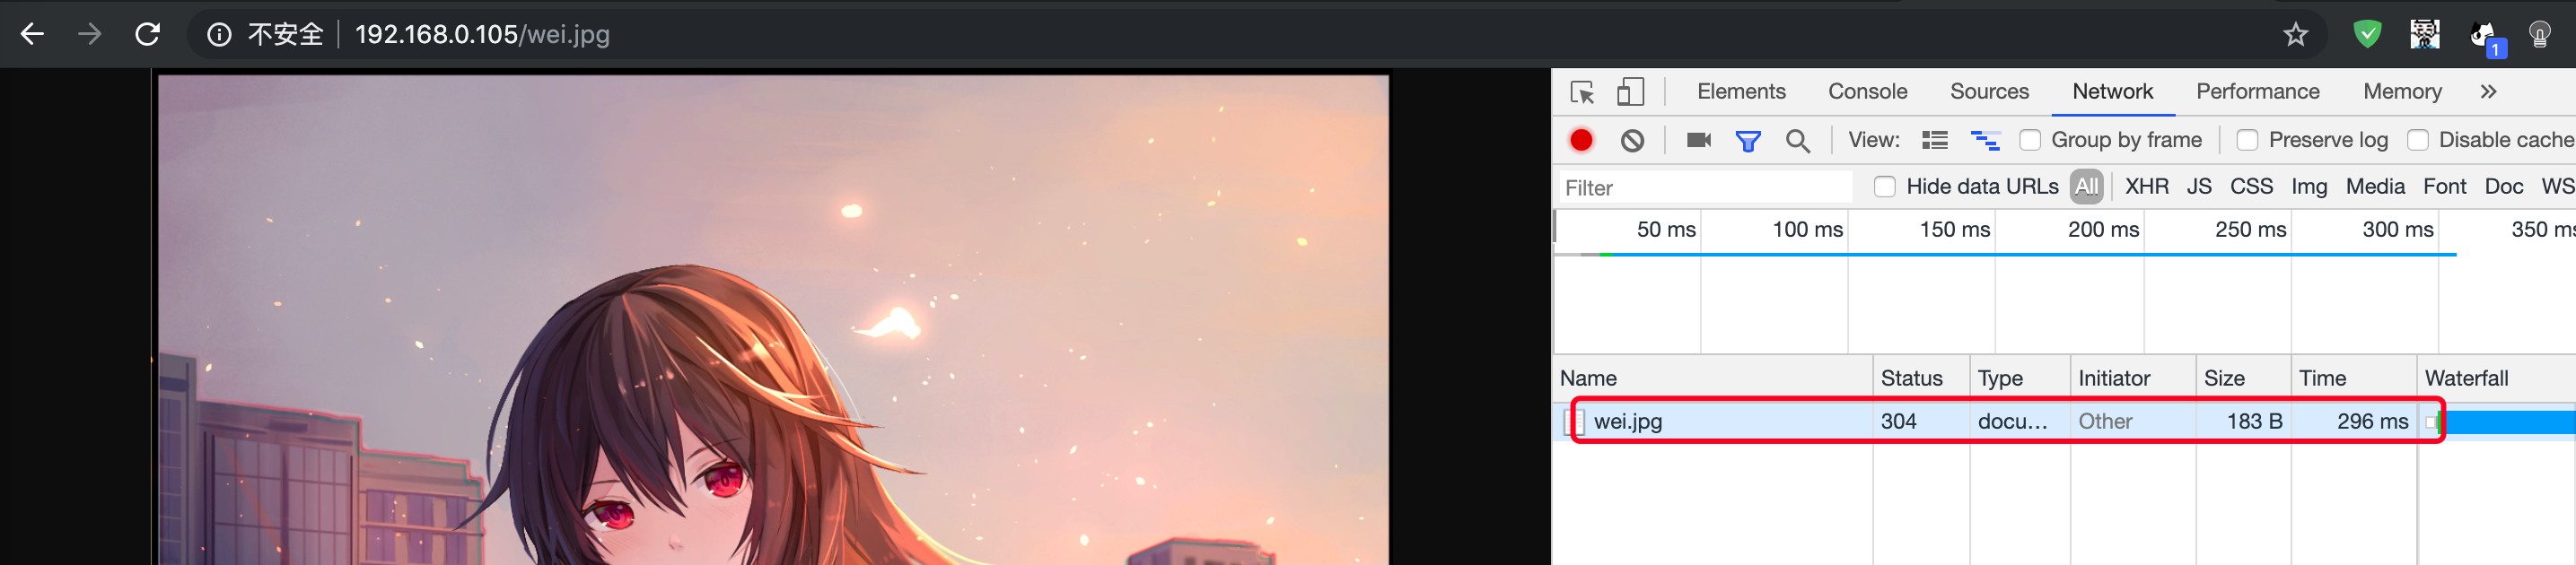 不安全 192.168.0.105/wei.jpg
1
Elements Console Sources Network Performance Memory »
View: Group by frame Preserve log Disable cache
Filter Hide data URLs All XHR JS CSS Img Media Font Doc WS
50 ms 100 ms 150 ms 200 ms 250 ms 300 ms 350 ms
Name Status Type Initiator Size Time Waterfall
wei.jpg 304 docu... Other 183 B 296 ms